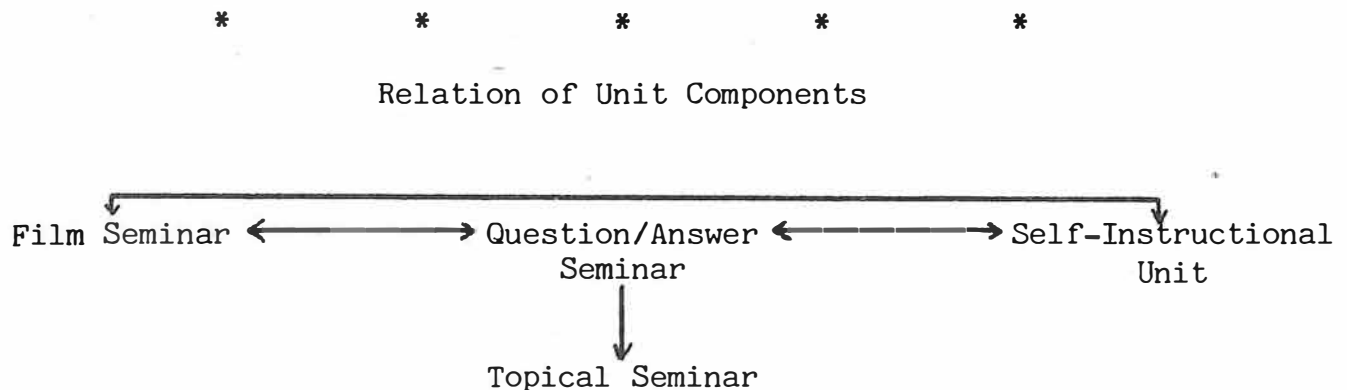 * * * * *
Relation of Unit Components
Film Seminar Question/Answer Self-Instructional
Seminar Unit
Topical Seminar